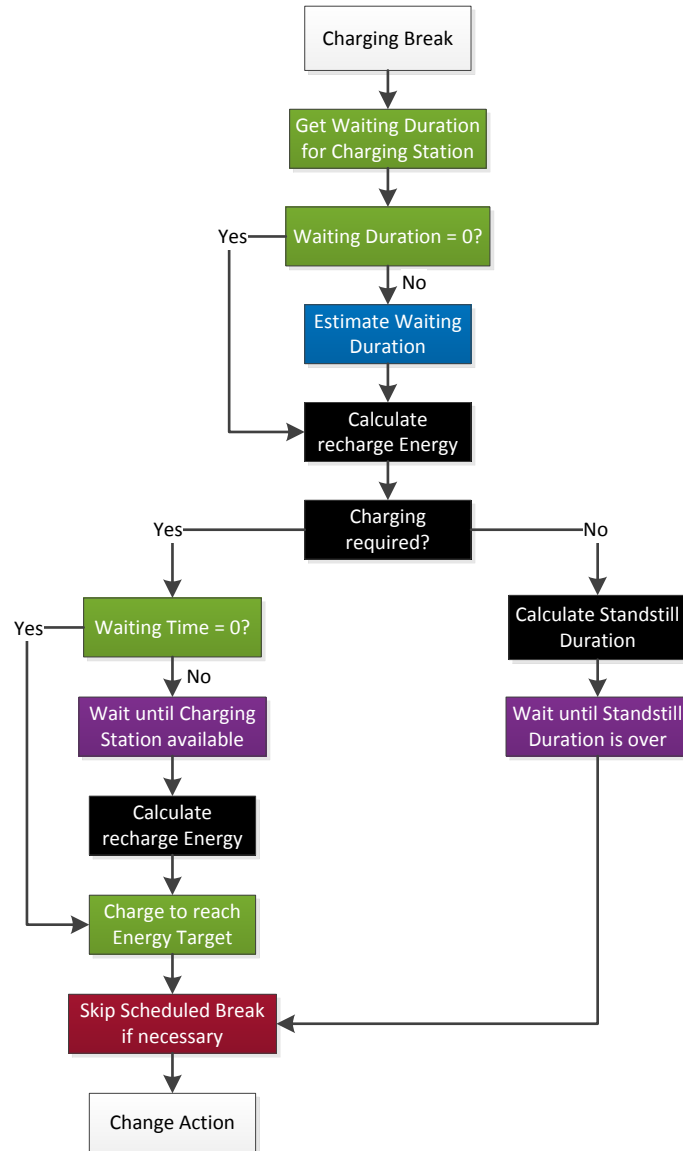 Charging Break
Get Waiting Duration
for Charging Station
Yes
Waiting Duration = 0?
No
Estimate Waiting
Duration
Calculate
recharge Energy
Yes
Charging
required?
No
Yes
Waiting Time = 0?
Calculate Standstill
Duration
No
Wait until Charging
Station available
Wait until Standstill
Duration is over
Calculate
recharge Energy
Charge to reach
Energy Target
Skip Scheduled Break
if necessary
Change Action